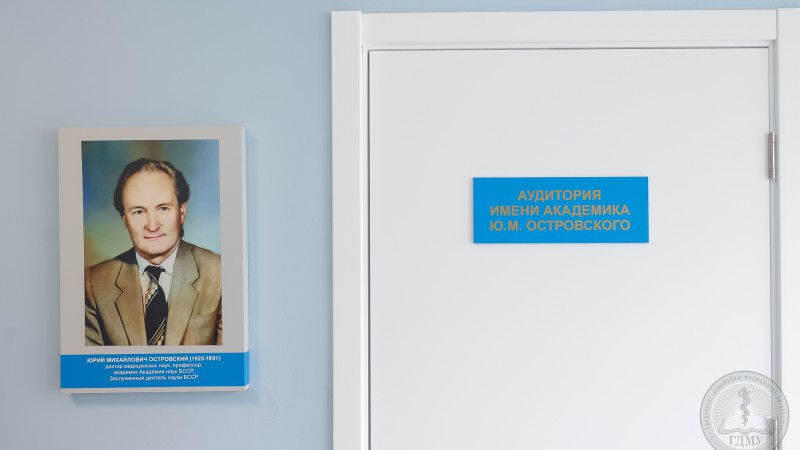 ЮРИЙ МИХАЙЛОВИЧ ОСТРОВСКИЙ (1925-1991)
доктор медицинских наук, профессор,
академик Академии наук БССР
Заслуженный деятель науки БССР
АУДИТОРИЯ
ИМЕНИ АКАДЕМИКА
Ю.М. ОСТРОВСКОГО
ГДМУ